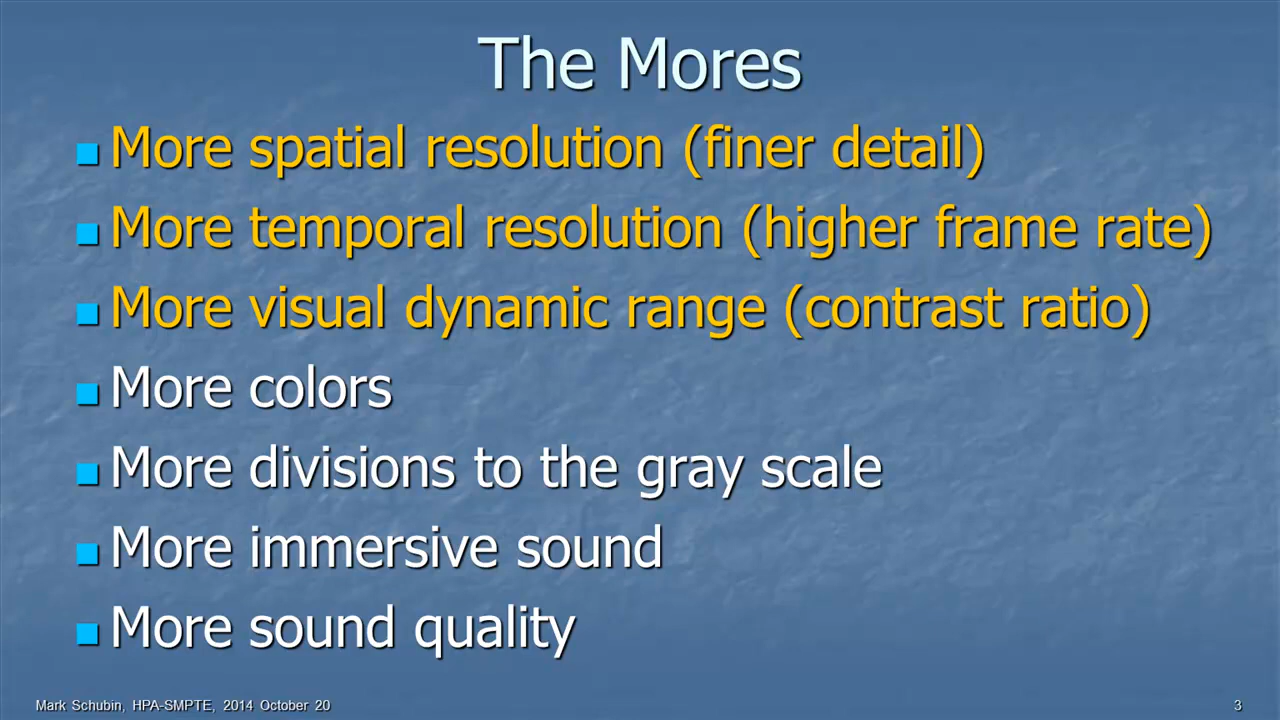 The Mores
More spatial resolution (finer detail)
More temporal resolution (higher frame rate)
More visual dynamic range (contrast ratio)
More colors
More divisions to the gray scale
More immersive sound
More sound quality
Mark Schubin, HPA-SMPTE, 2014 October 20
3